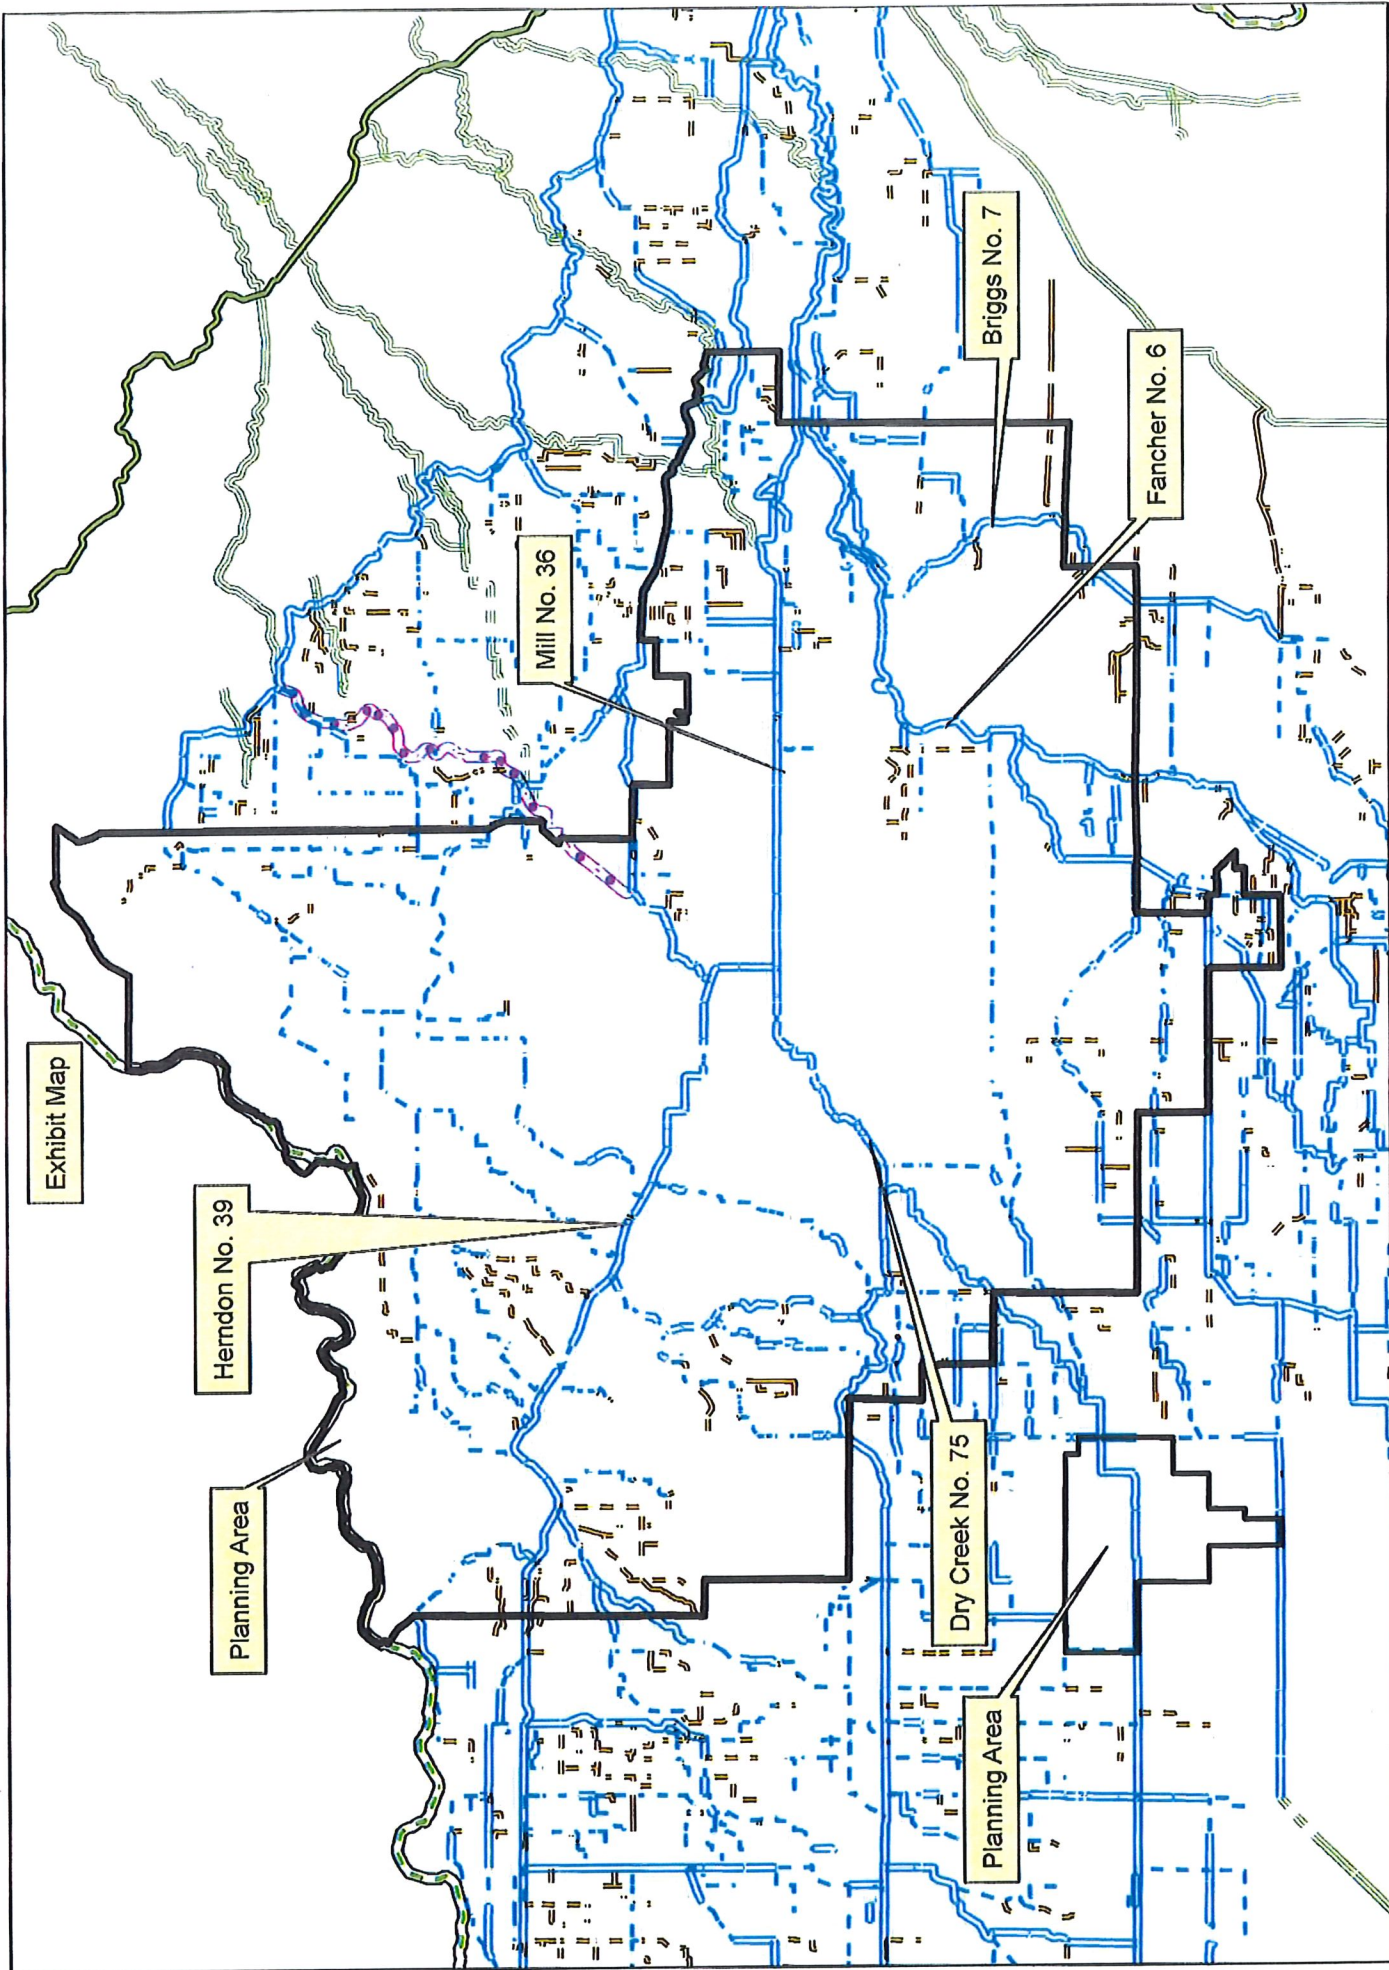 Exhibit Map
Planning Area
Herndon No. 39
Mill No. 36
Briggs No. 7
Fancher No. 6
Dry Creek No. 75
Planning Area